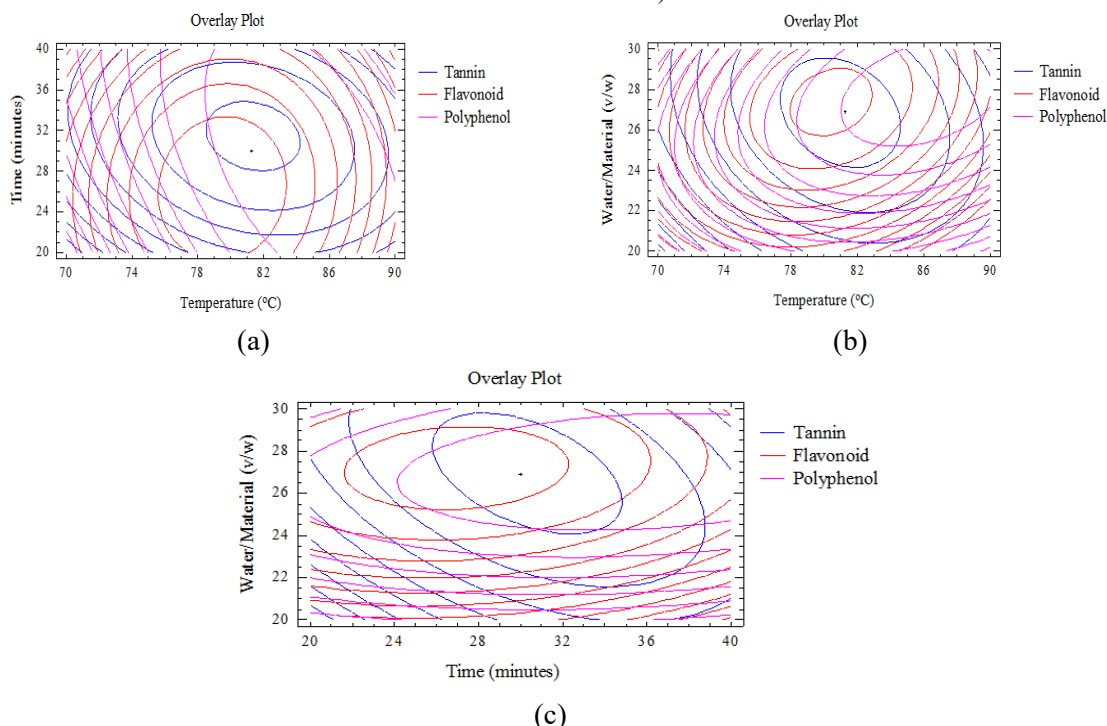 Overlay Plot
Time (minutes)
40
36
32
28
24
20
70 74 78 82 86 90
Temperature (ºC)
Tannin
Flavonoid
Polyphenol
(a)
Overlay Plot
Water/Material (v/w)
30
28
26
24
22
20
70 74 78 82 86 90
Temperature (ºC)
Tannin
Flavonoid
Polyphenol
(b)
Overlay Plot
Water/Material (v/w)
30
28
26
24
22
20
20 24 28 32 36 40
Time (minutes)
Tannin
Flavonoid
Polyphenol
(c)